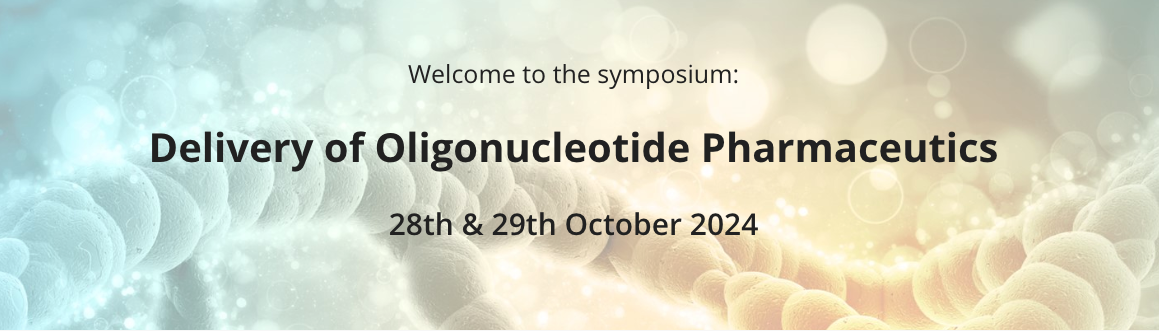 Welcome to the symposium:
Delivery of Oligonucleotide Pharmaceutics
28th & 29th October 2024